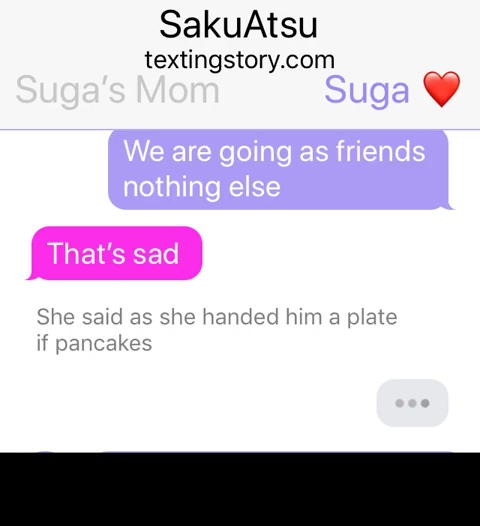 SakuAtsu
textingstory.com
Suga's Mom
Suga ❤️
We are going as friends
nothing else
That's sad
She said as she handed him a plate
if pancakes